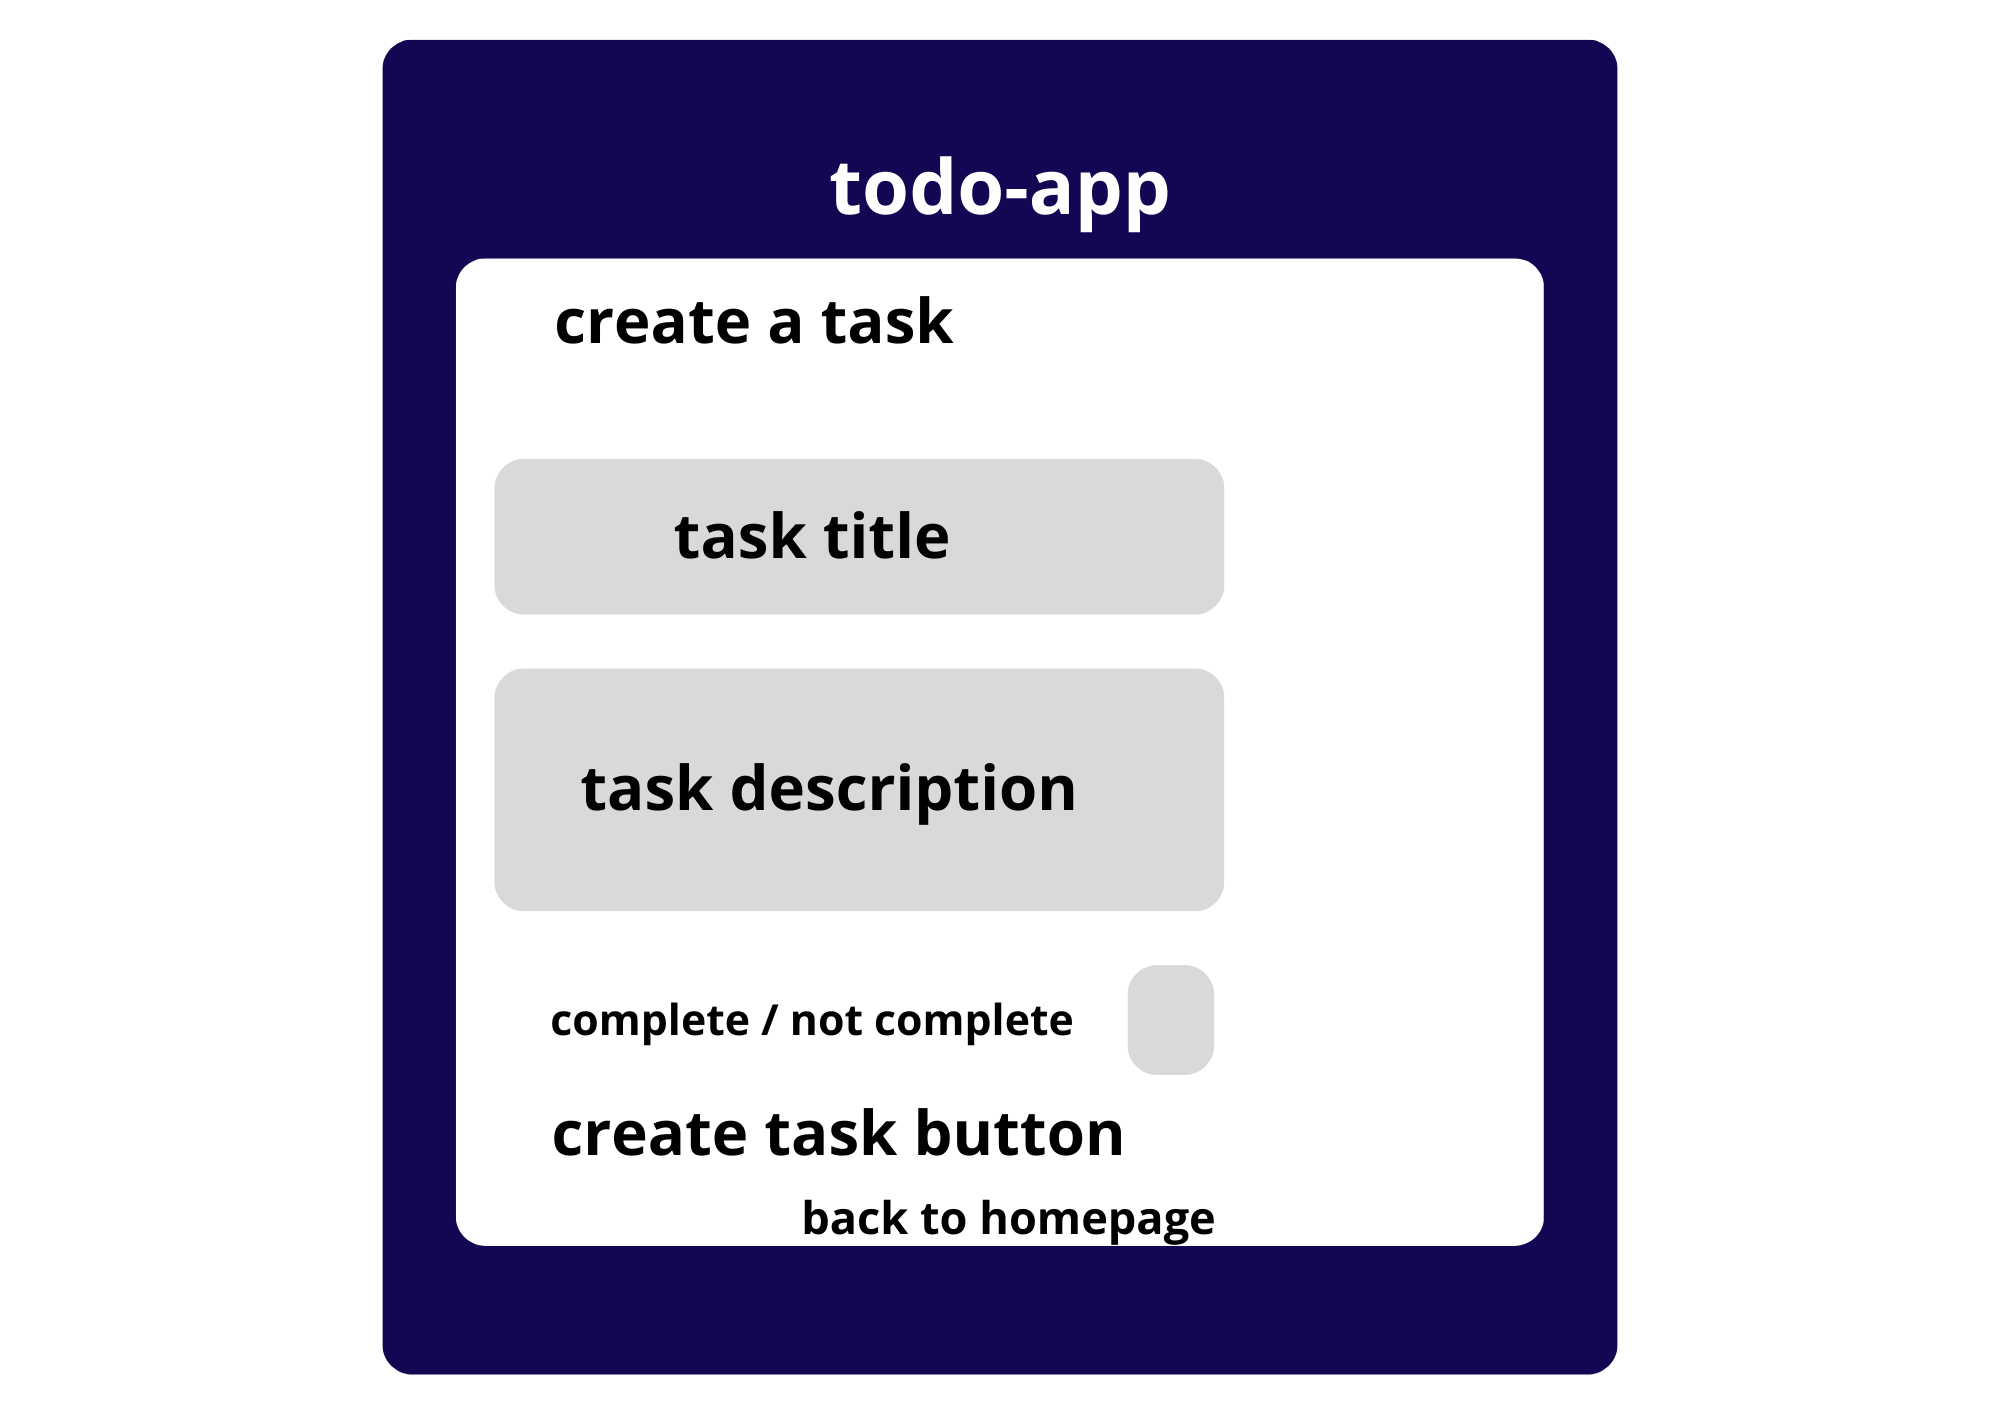 todo-app
create a task
task title
task description
complete / not complete
create task button
back to homepage